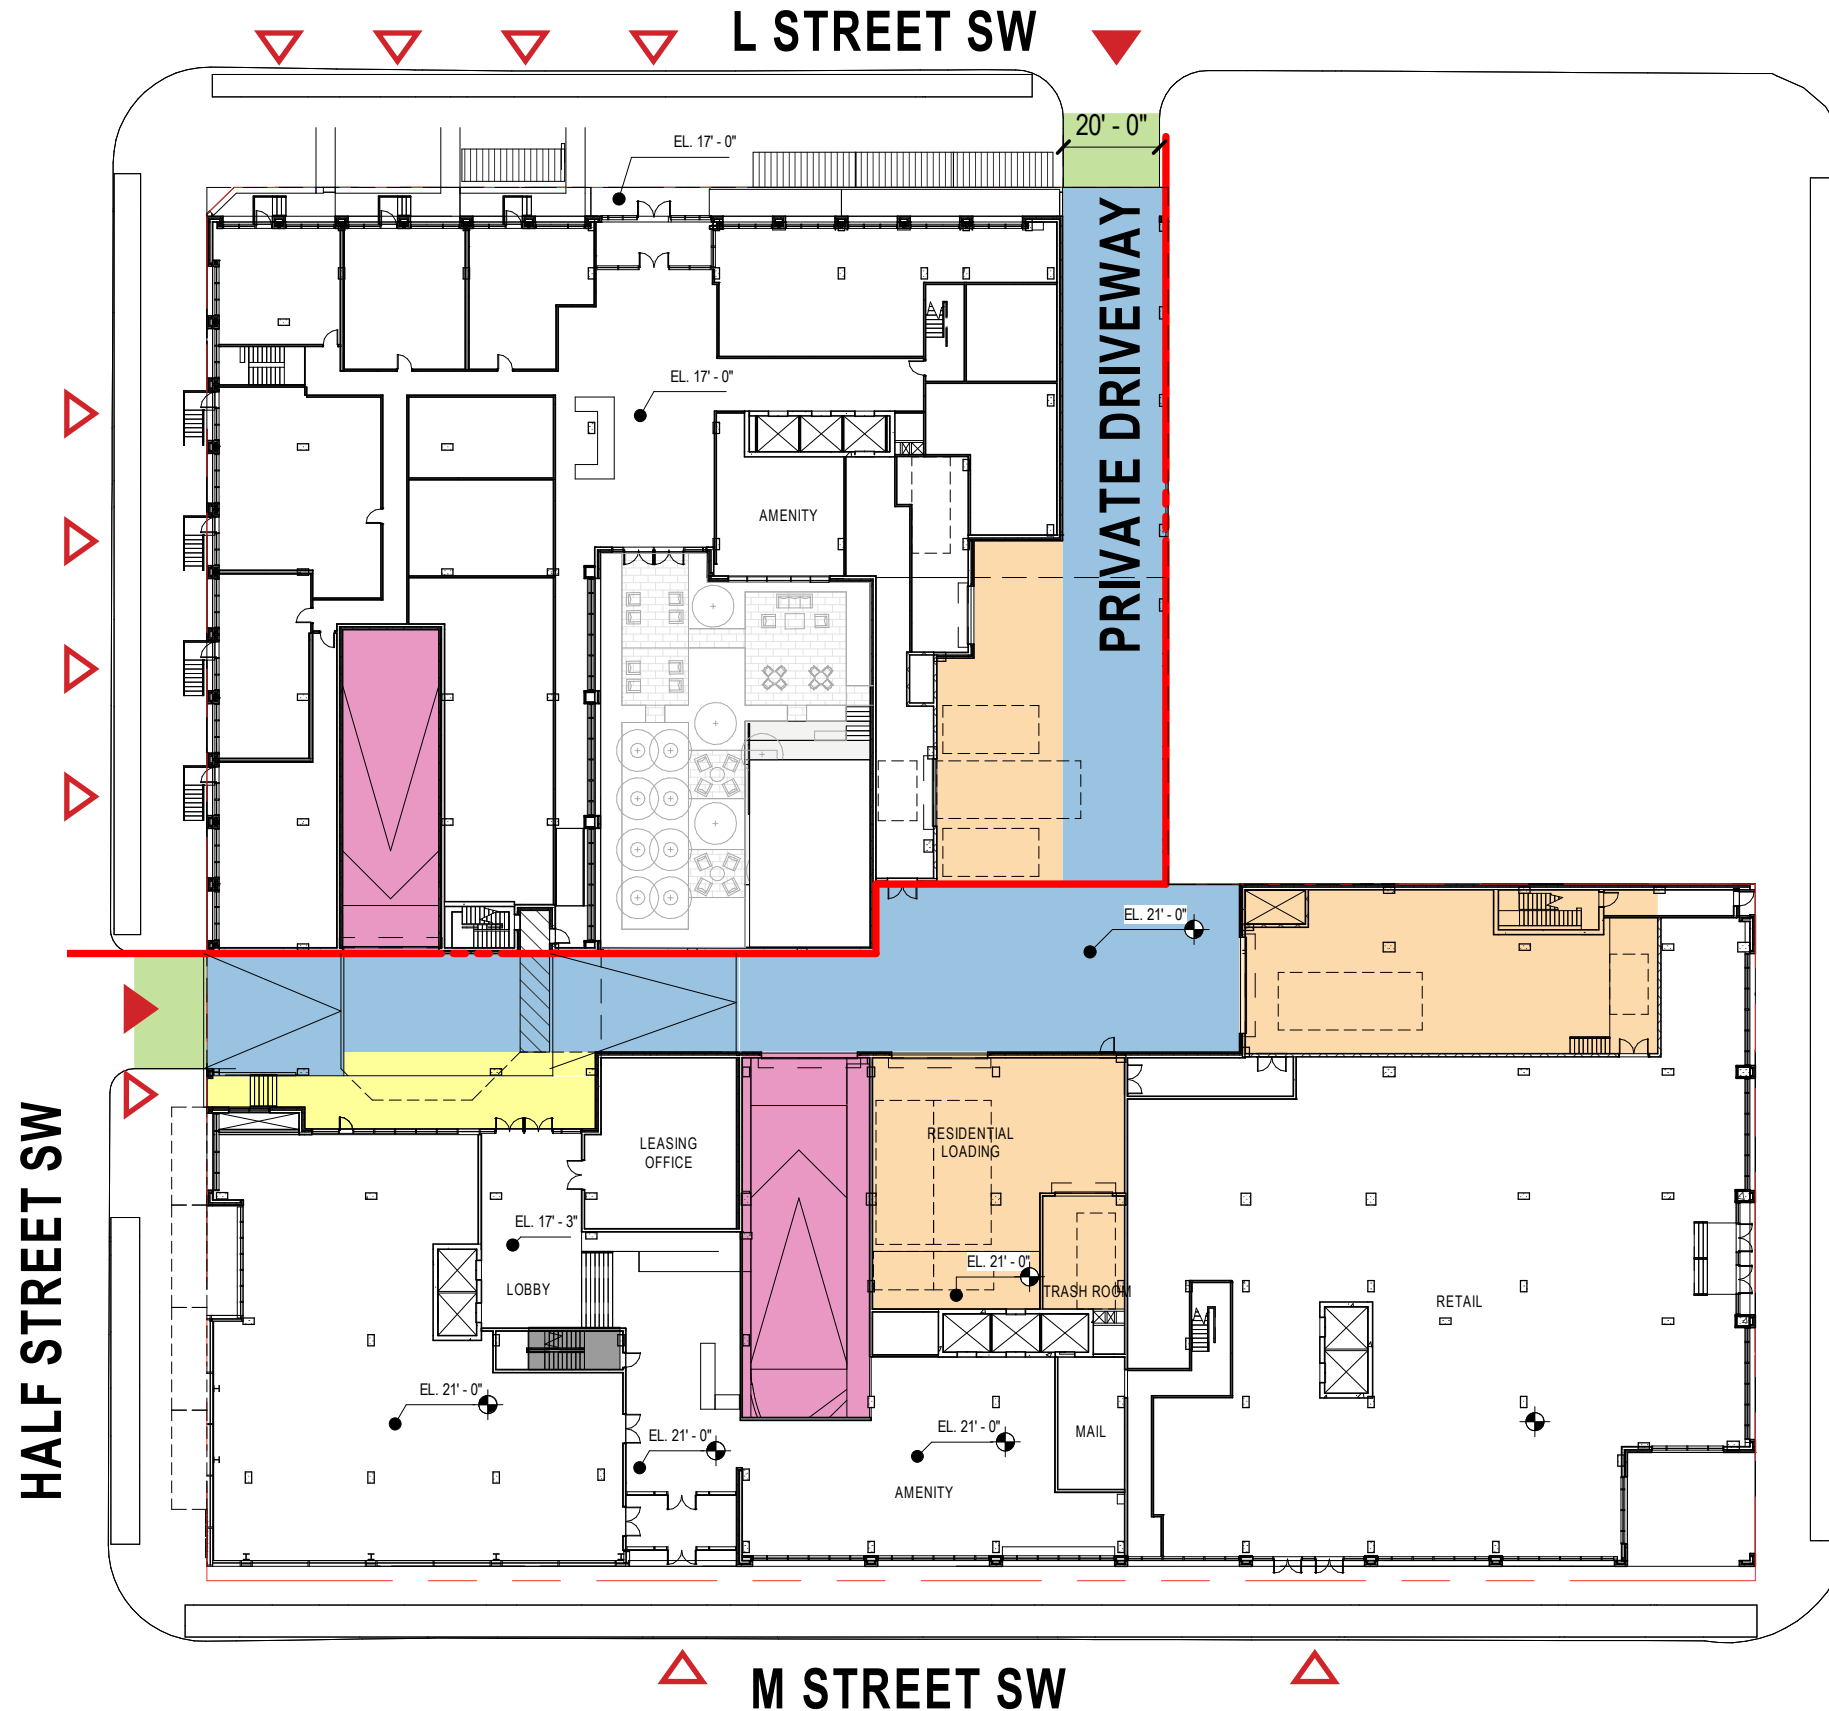 L STREET SW
20' - 0"
EL. 17' - 0"
PRIVATE DRIVEWAY
EL. 17' - 0"
AMENITY
EL. 21' - 0"
LEASING
OFFICE
RESIDENTIAL
LOADING
EL. 17' - 3"
LOBBY
EL. 21' - 0"
TRASH ROOM
RETAIL
HALF STREET SW
EL. 21' - 0"
EL. 21' - 0"
EL. 21' - 0"
MAIL
AMENITY
M STREET SW